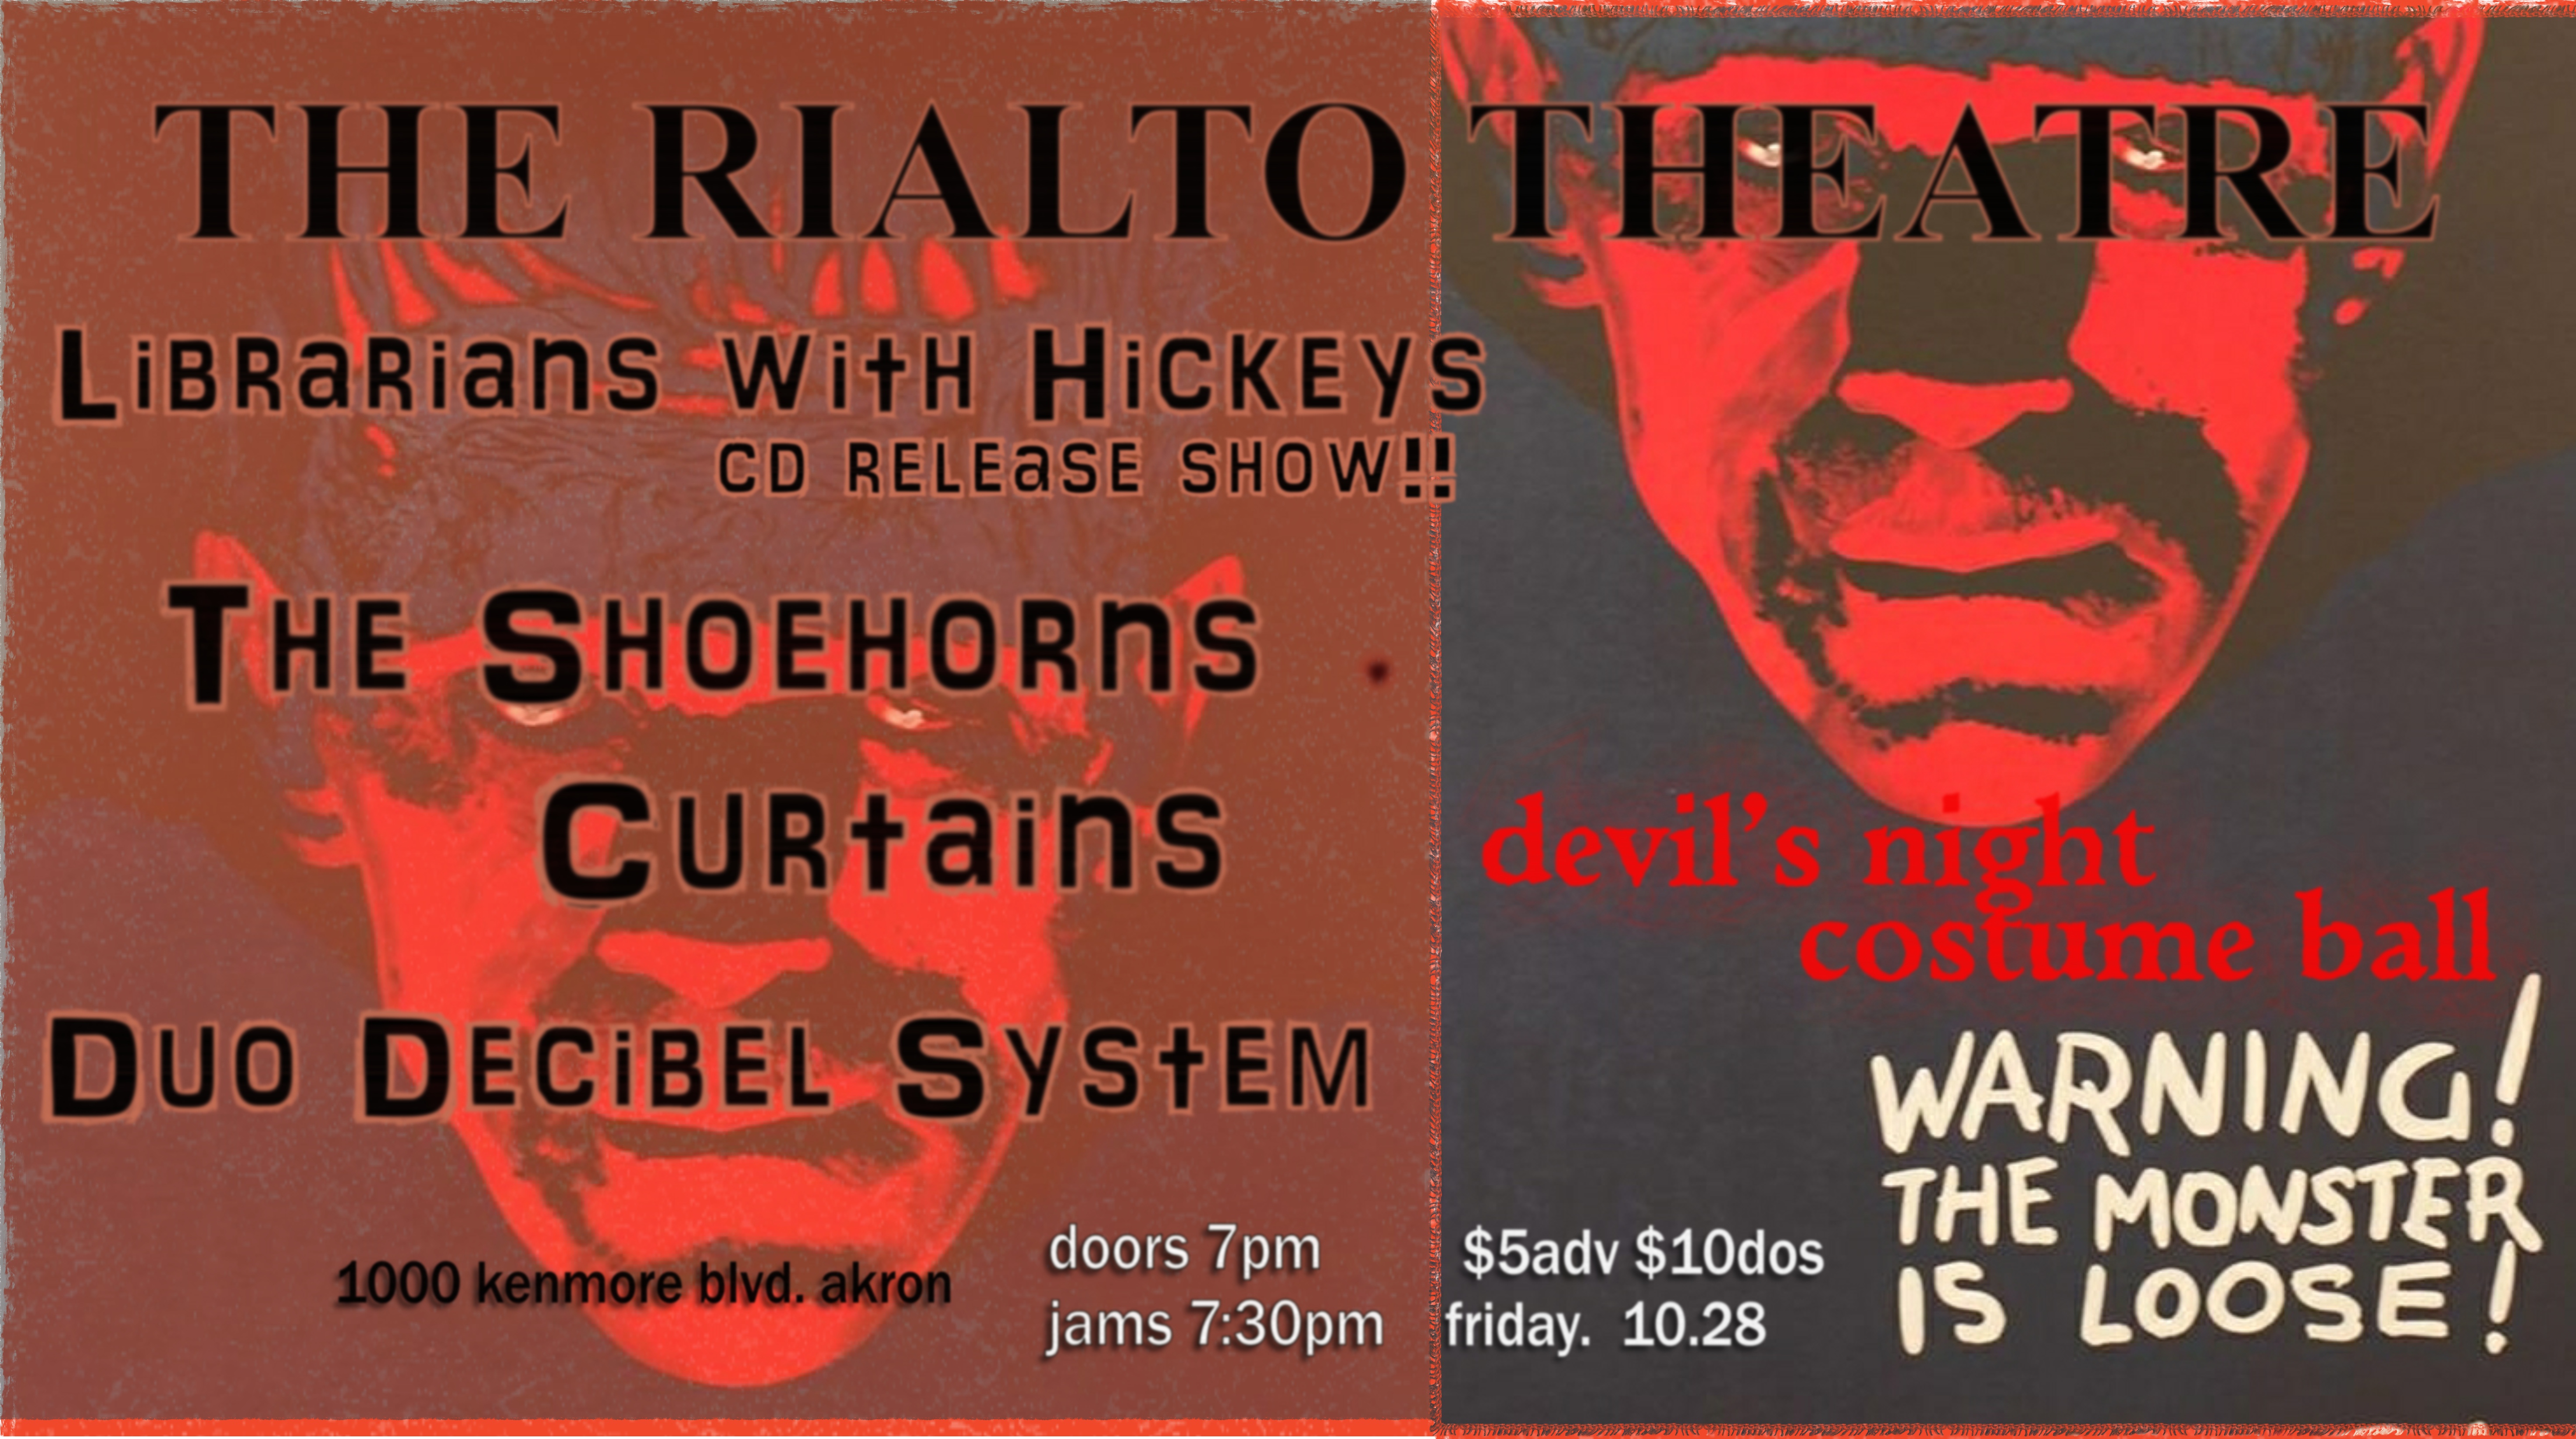 THE RIALTO THEATRE
LiBRaRians WitH HiCKEYS
CD RELEaSE SHOW!!
THE SHOEHORnS
CURtainS
DUO DECiBEL SYStEM
devil's night
costume ball
WARNING!
THE MONSTER
IS LOOSE!
1000 kenmore blvd. akron
doors 7pm
jams 7:30pm
$5adv $10dos
friday. 10.28